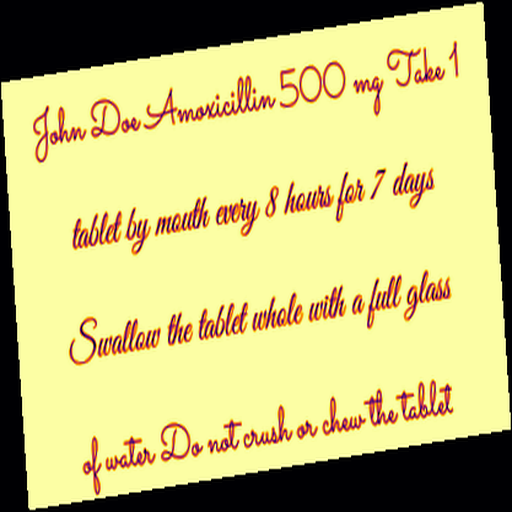 John Doe Amoxicillin 500 mg Take 1
tablet by mouth every 8 hours for 7 days
Swallow the tablet whole with a full glass
of water Do not crush or chew the tablet